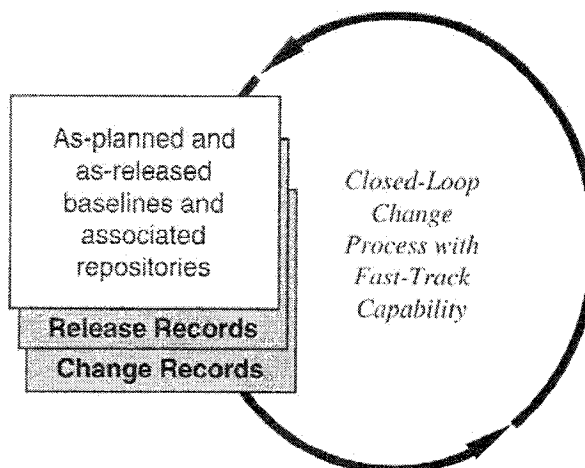 As-planned and
as-released
baselines and
associated
repositories
Release Records
Change Records
Closed-Loop
Change
Process with
Fast-Track
Capability